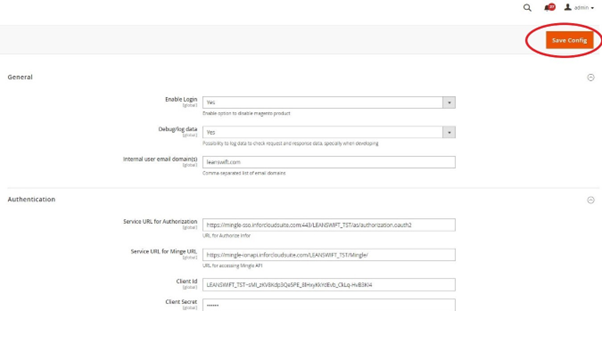 admin
Save Config
General
Enable Login
[global]
Yes
Enable option to disable magento product
Debug/log data
[global]
Yes
Possibility to log data to check request and response data, specially when developing
Internal user email domain(s)
[global]
leanswift.com
Comma separated list of email domains
Authentication
Service URL for Authorization
[global]
https://mingle-sso.inforcloudsuite.com:443/LEANSWIFT_TST/as/authorization.oauth2
URL for Authorize Infor
Service URL for Minge URL
[global]
https://mingle-ionapi.inforcloudsuite.com/LEANSWIFT_TST/Mingle/
URL for accessing Mingle API
Client Id
[global]
Client Secret
[global]
••••••